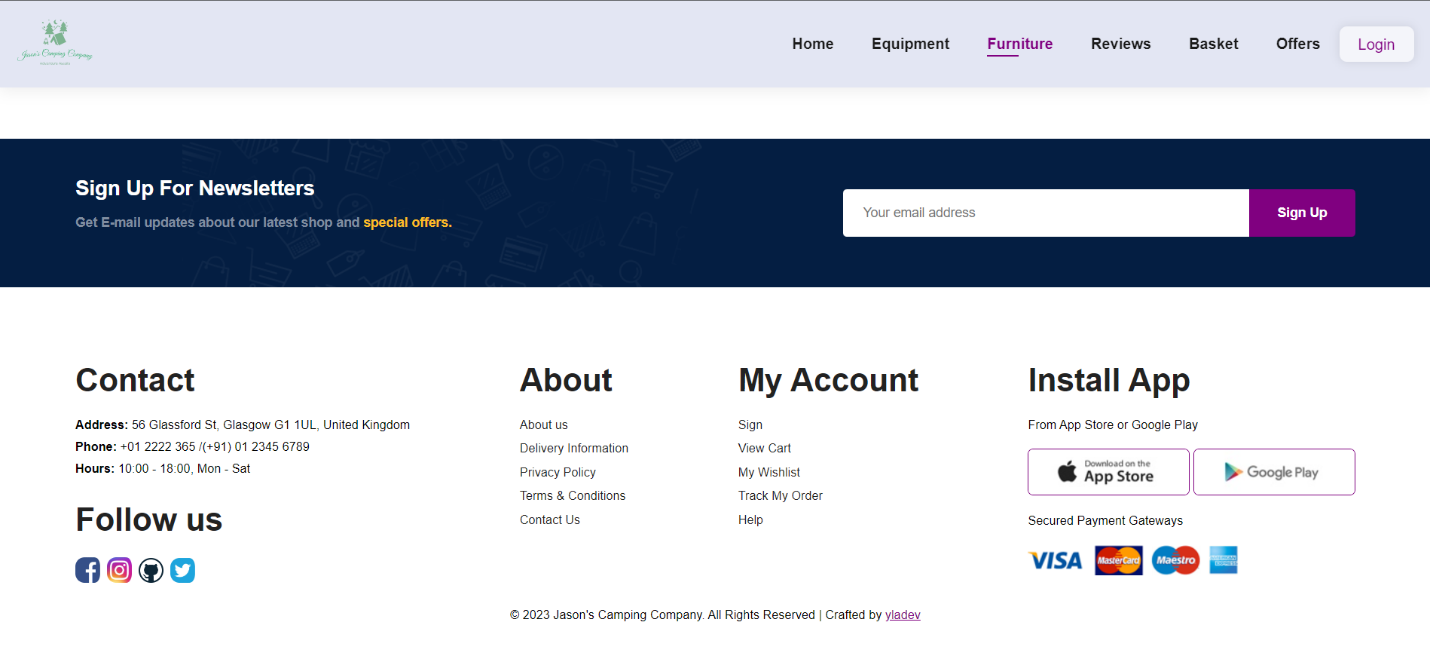 Jason's Camping Company
Home Equipment Furniture Reviews Basket Offers Login
Sign Up For Newsletters
Get E-mail updates about our latest shop and special offers.
Your email address
Sign Up
Contact
Address: 56 Glassford St, Glasgow G1 1UL, United Kingdom
Phone: +01 2222 365 /(+91) 01 2345 6789
Hours: 10:00 - 18:00, Mon - Sat
Follow us
About
About us
Delivery Information
Privacy Policy
Terms & Conditions
Contact Us
My Account
Sign
View Cart
My Wishlist
Track My Order
Help
Install App
From App Store or Google Play
Download on the
App Store
Google Play
Secured Payment Gateways
VISA MasterCard Maestro
© 2023 Jason's Camping Company. All Rights Reserved | Crafted by yladev